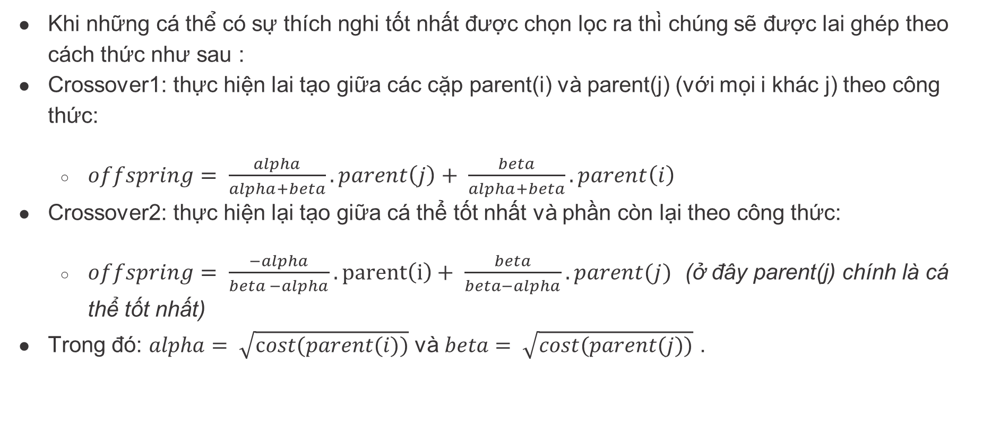 ● Khi những cá thể có sự thích nghi tốt nhất được chọn lọc ra thì chúng sẽ được lai ghép theo
cách thức như sau :
● Crossover1: thực hiện lai tạo giữa các cặp parent(i) và parent(j) (với mọi i khác j) theo công
thức:
○ offspring = \frac{alpha}{alpha+beta}.parent(j) + \frac{beta}{alpha+beta}.parent(i)
● Crossover2: thực hiện lại tạo giữa cá thể tốt nhất và phần còn lại theo công thức:
○ offspring = \frac{-alpha}{beta -alpha}.parent(i) + \frac{beta}{beta-alpha}.parent(j) (ở đây parent(j) chính là cá
thể tốt nhất)
● Trong đó: alpha = \sqrt{cost(parent(i))} và beta = \sqrt{cost(parent(j))} .